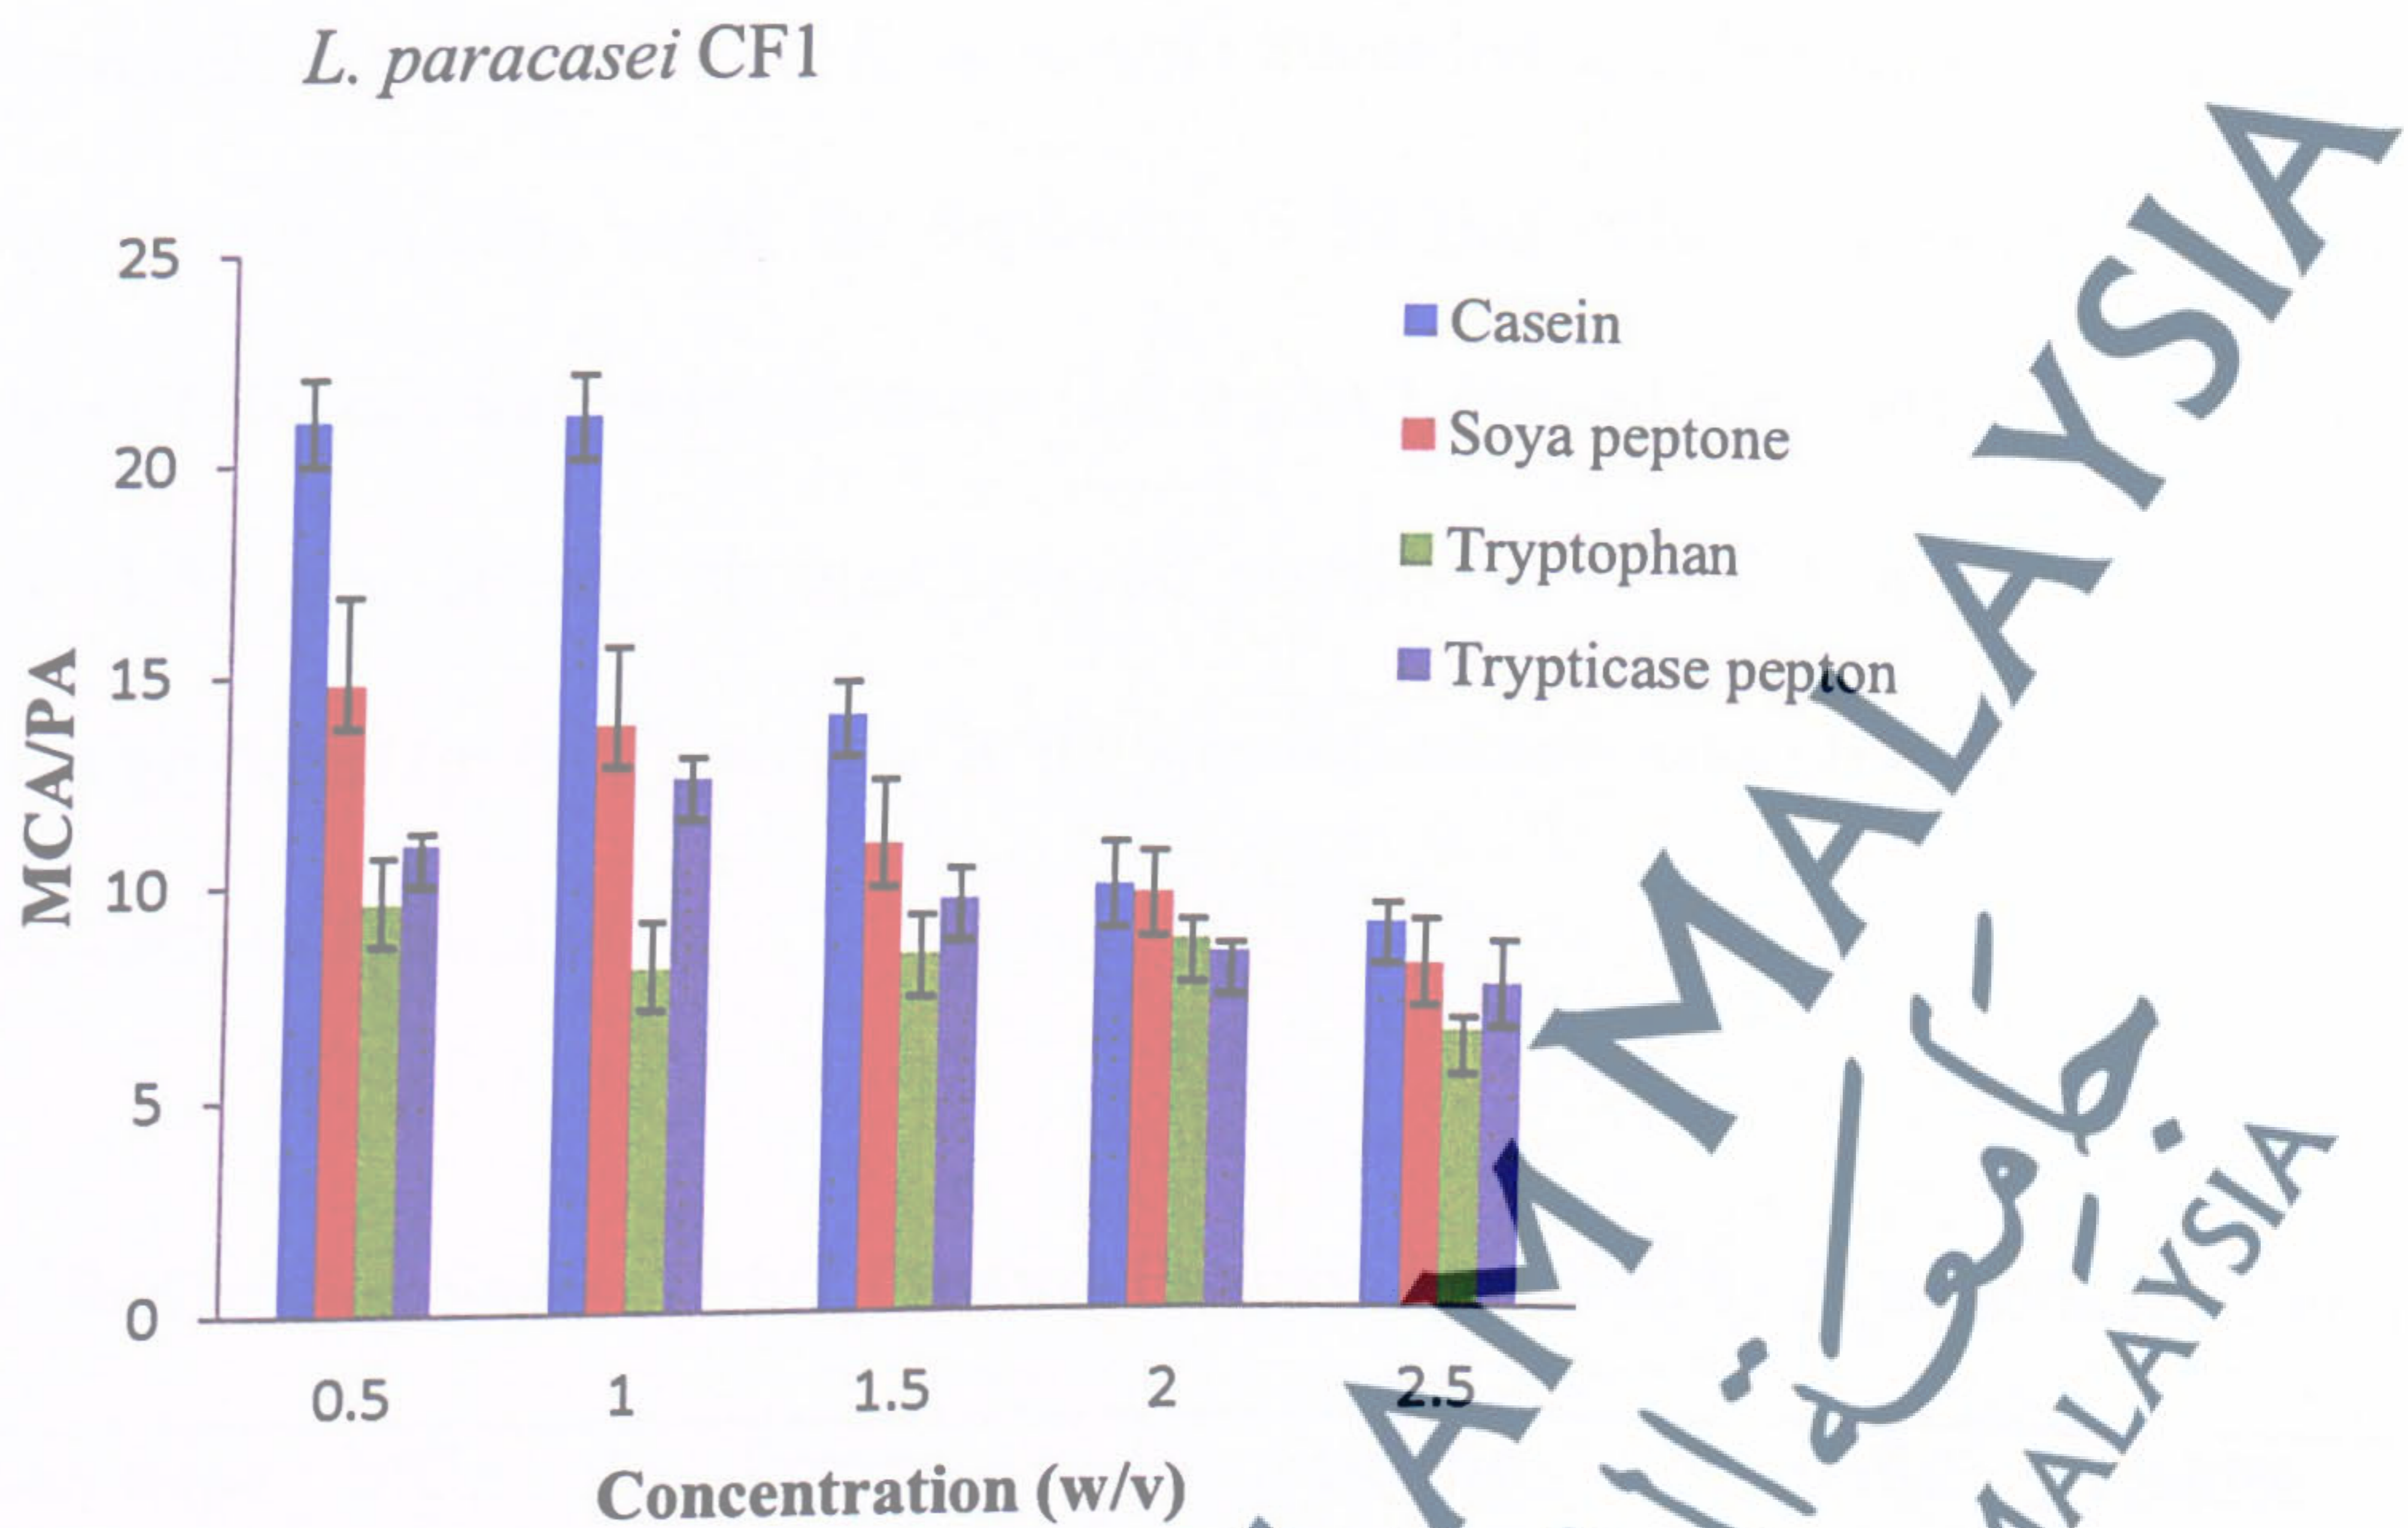 L. paracasei CF1
25
20
15
10
5
0
MCA/PA
Casein
Soya peptone
Tryptophan
Trypticase pepton
0.5
1
1.5
2
2.5
Concentration (w/v)
AM MALAYSIA
MALAYSIA